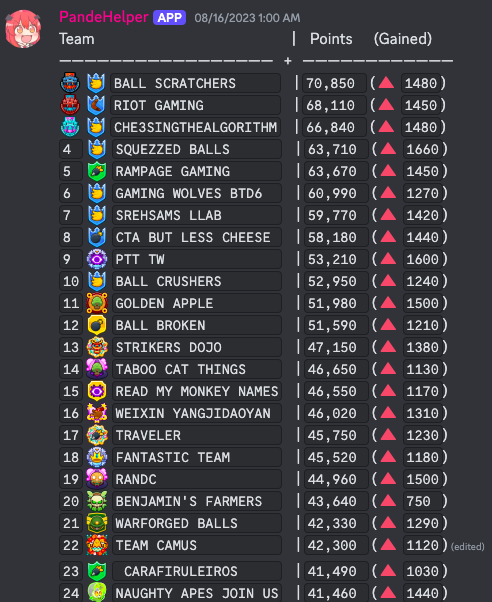 PandeHelper APP 08/16/2023 1:00 AM
Team | Points (Gained)
------------------ + -------------
BALL SCRATCHERS | 70,850 (🔺 1480)
RIOT GAMING | 68,110 (🔺 1450)
CHE3SINGTHEALGORITHM | 66,840 (🔺 1480)
4 SQUEZZED BALLS | 63,710 (🔺 1660)
5 RAMPAGE GAMING | 63,670 (🔺 1450)
6 GAMING WOLVES BTD6 | 60,990 (🔺 1270)
7 SREHSAMS LLAB | 59,770 (🔺 1420)
8 CTA BUT LESS CHEESE | 58,180 (🔺 1440)
9 PTT TW | 53,210 (🔺 1600)
10 BALL CRUSHERS | 52,950 (🔺 1240)
11 GOLDEN APPLE | 51,980 (🔺 1500)
12 BALL BROKEN | 51,590 (🔺 1210)
13 STRIKERS DOJO | 47,150 (🔺 1380)
14 TABOO CAT THINGS | 46,650 (🔺 1130)
15 READ MY MONKEY NAMES | 46,550 (🔺 1170)
16 WEIXIN YANGJIDAOYAN | 46,020 (🔺 1310)
17 TRAVELER | 45,750 (🔺 1230)
18 FANTASTIC TEAM | 45,520 (🔺 1180)
19 RANDC | 44,960 (🔺 1500)
20 BENJAMIN'S FARMERS | 43,640 (🔺 750 )
21 WARFORGED BALLS | 42,330 (🔺 1290)
22 TEAM CAMUS | 42,300 (🔺 1120) (edited)
23 CARAFIRULEIROS | 41,490 (🔺 1030)
24 NAUGHTY APES JOIN US | 41,460 (🔺 1440)